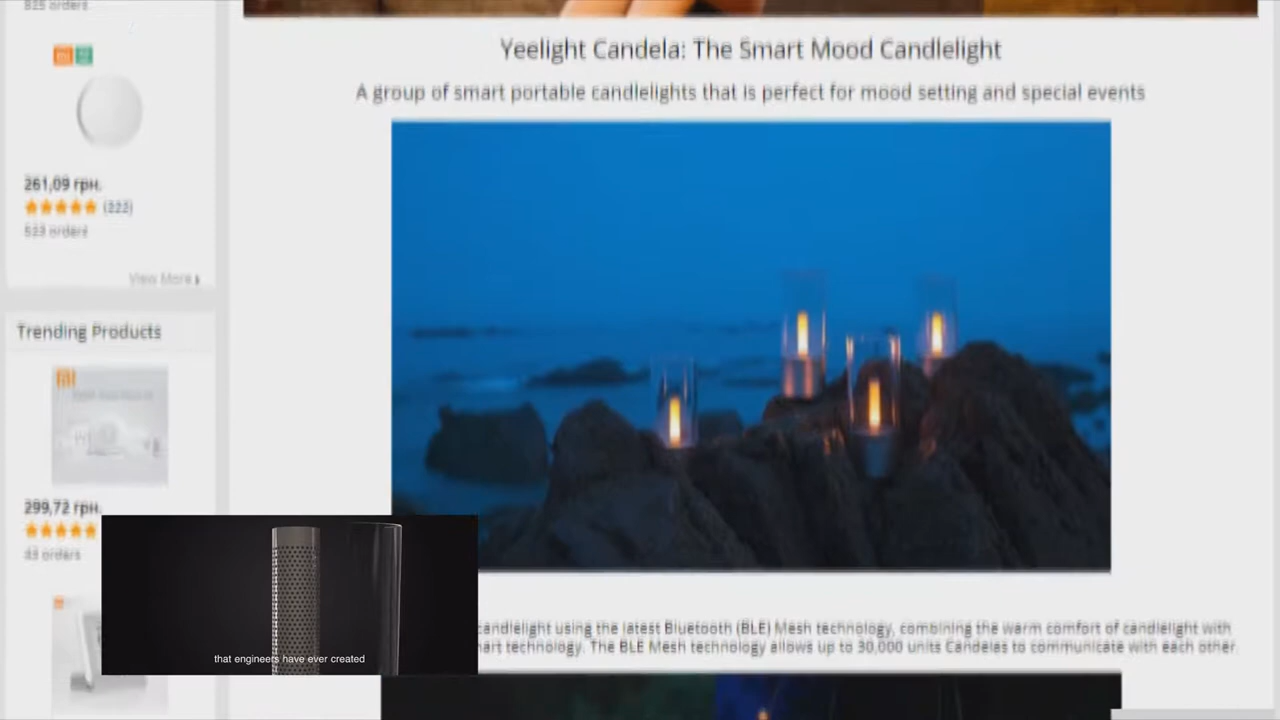 825 orders
261,09 грн.
(222)
523 orders
View More
Trending Products
299,72 грн.
43 orders
Yeelight Candela: The Smart Mood Candlelight
A group of smart portable candlelights that is perfect for mood setting and special events
candlelight using the latest Bluetooth (BLE) Mesh technology, combining the warm comfort of candlelight with
technology. The BLE Mesh technology allows up to 30.000 units Candelas to communicate with each other.
that engineers have ever created